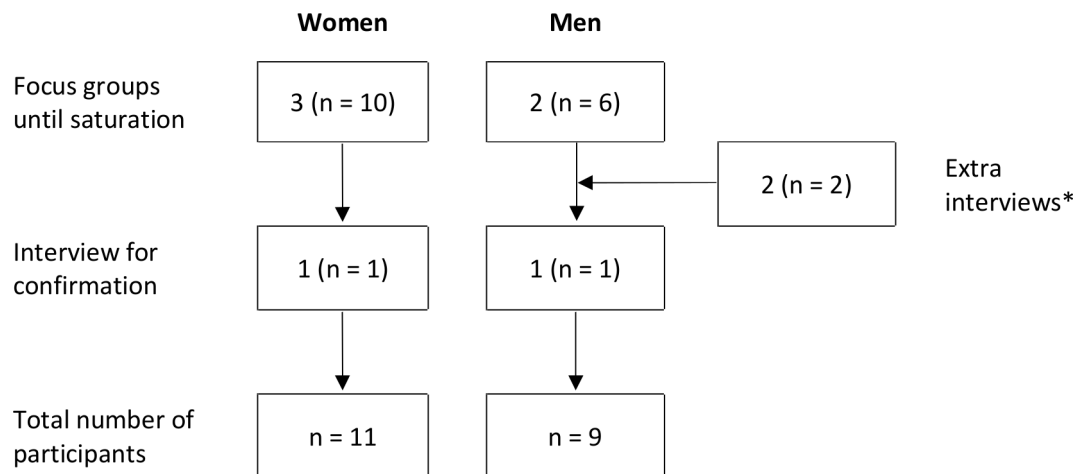 Women
Men
Focus groups
until saturation
3 (n = 10)
2 (n = 6)
2 (n = 2)
Extra
interviews*
Interview for
confirmation
1 (n = 1)
1 (n = 1)
Total number of
participants
n = 11
n = 9